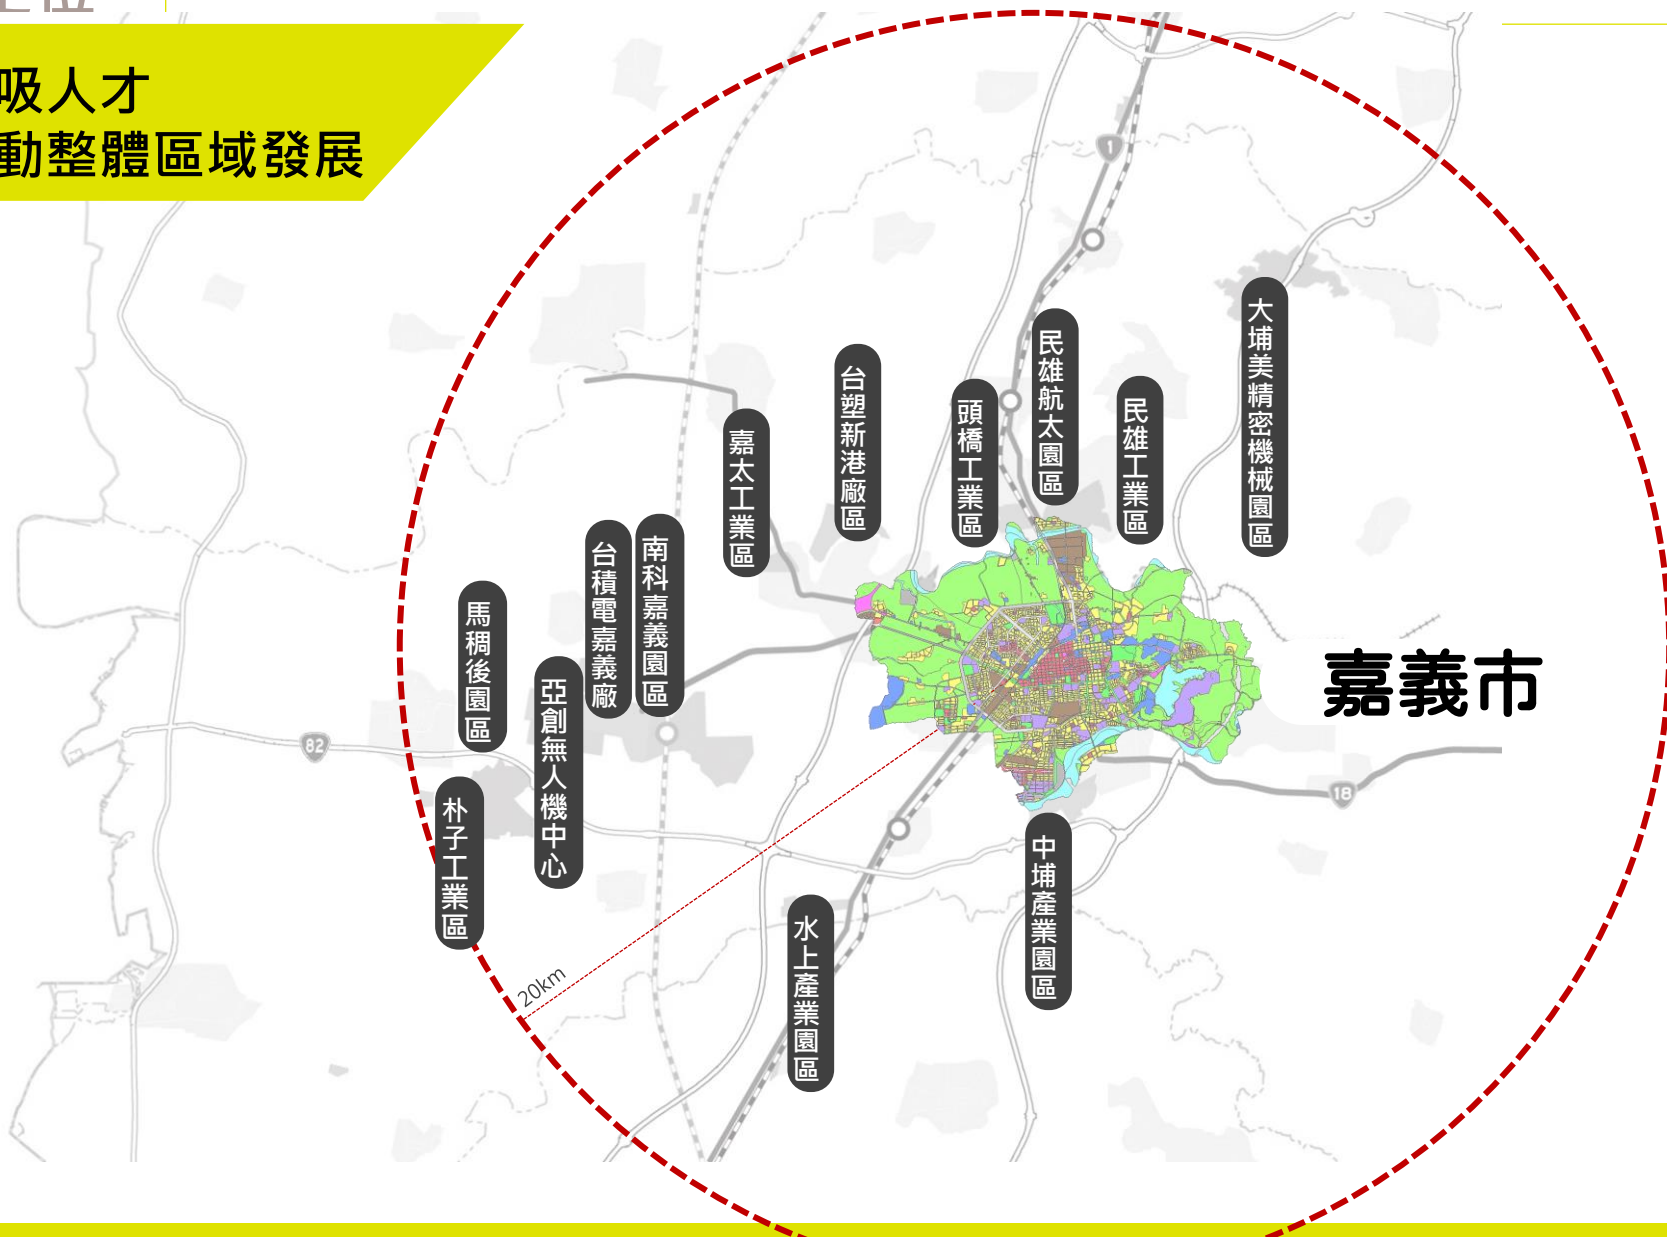 吸人才
動整體區域發展
1
大埔美精密機械園區
民雄航太園區
台塑新港廠區
民雄工業區
頭橋工業區
嘉太工業區
南科嘉義園區
台積電嘉義廠
馬稠後園區
亞創無人機中心
嘉義市
82
朴子工業區
18
中埔產業園區
水上產業園區
20km